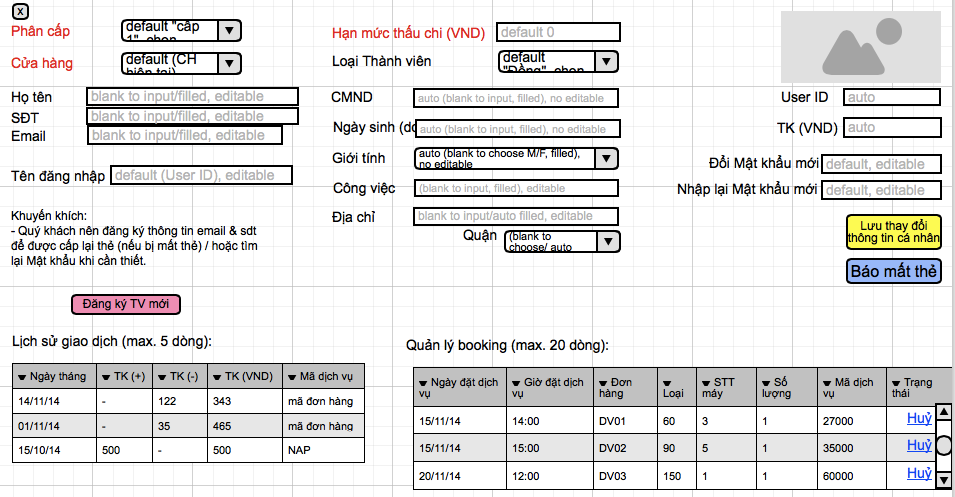 x
Phân cấp
default "cấp
1", chọn
Hạn mức thấu chi (VND)
default 0
Cửa hàng
default (CH
hiện tại)
Loại Thành viên
default
"Đồng", chọn
Họ tên
blank to input/filled, editable
CMND
auto (blank to input, filled), no editable
User ID
auto
SĐT
blank to input/filled, editable
Email
blank to input/filled, editable
Ngày sinh (dd
auto (blank to input, filled), no editable
TK (VND)
auto
Giới tính
auto (blank to choose M/F, filled),
no editable
Đổi Mật khẩu mới
default, editable
Tên đăng nhập
default (User ID), editable
Công việc
(blank to input, filled), editable
Nhập lại Mật khẩu mới
default, editable
Khuyến khích:
- Quý khách nên đăng ký thông tin email & sdt
để được cấp lại thẻ (nếu bị mất thẻ) / hoặc tìm
lại Mật khẩu khi cần thiết.
Địa chỉ
blank to input/auto filled, editable
Quận
(blank to
choose/ auto
Lưu thay đổi
thông tin cá nhân
Báo mất thẻ
Đăng ký TV mới
Lịch sử giao dịch (max. 5 dòng):
Ngày tháng TK (+) TK (-) TK (VND) Mã dịch vụ
14/11/14 - 122 343 mã đơn hàng
01/11/14 - 35 465 mã đơn hàng
15/10/14 500 - 500 NAP
Quản lý booking (max. 20 dòng):
Ngày đặt dịch vụ Giờ đặt dịch vụ Đơn hàng Loại STT máy Số lượng Mã dịch vụ Trạng thái
15/11/14 14:00 DV01 60 3 1 27000 Huỷ
15/11/14 15:00 DV02 90 5 1 35000 Huỷ
20/11/14 12:00 DV03 150 1 1 60000 Huỷ